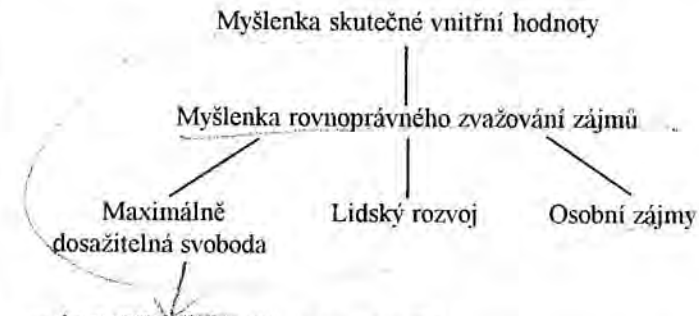 Myšlenka skutečné vnitřní hodnoty
Myšlenka rovnoprávného zvažování zájmů
Maximálně
dosažitelná svoboda
Lidský rozvoj
Osobní zájmy